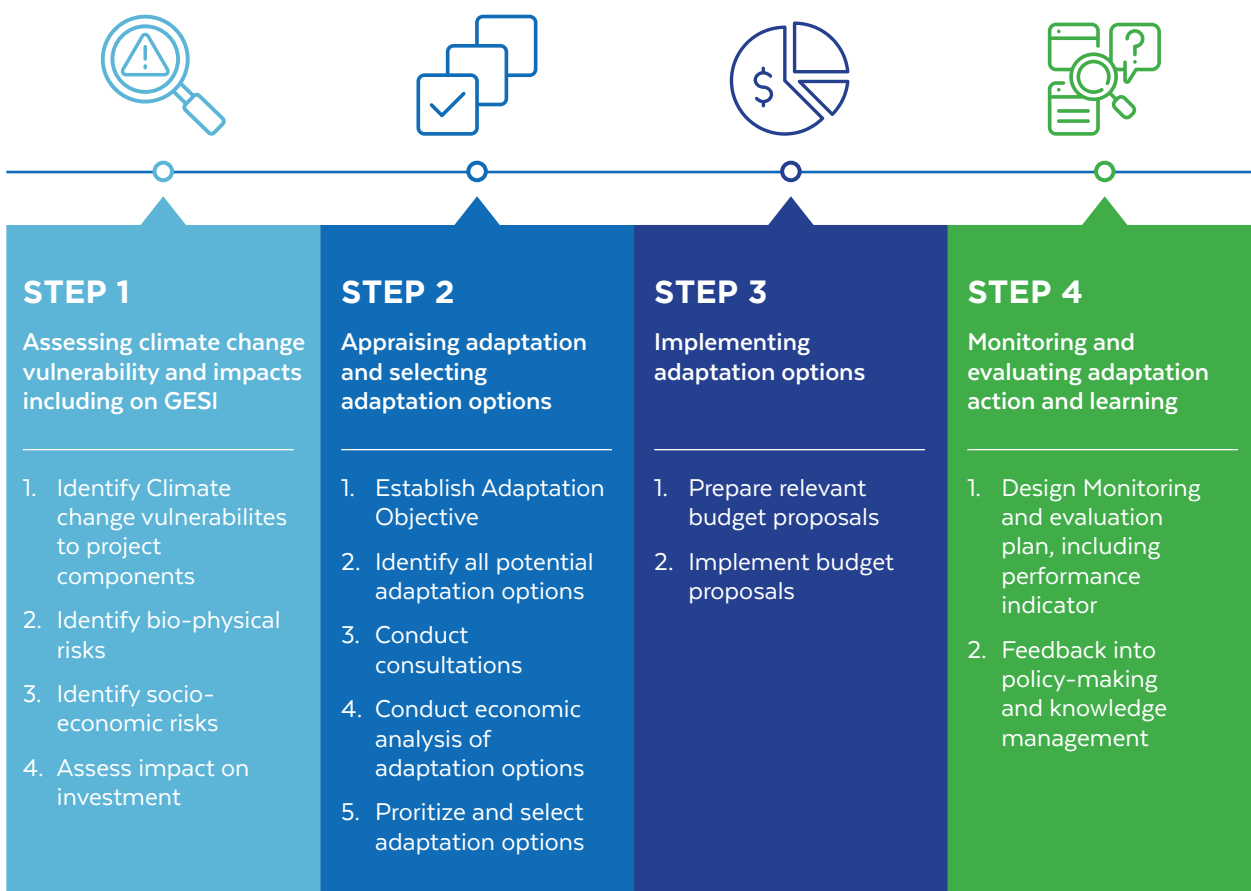 $
?
STEP 1
Assessing climate change
vulnerability and impacts
including on GESI
1. Identify Climate
change vulnerabilites
to project
components
2. Identify bio-physical
risks
3. Identify socio-
economic risks
4. Assess impact on
investment
STEP 2
Appraising adaptation
and selecting
adaptation options
1. Establish Adaptation
Objective
2. Identify all potential
adaptation options
3. Conduct
consultations
4. Conduct economic
analysis of
adaptation options
5. Proritize and select
adaptation options
STEP 3
Implementing
adaptation options
1. Prepare relevant
budget proposals
2. Implement budget
proposals
STEP 4
Monitoring and
evaluating adaptation
action and learning
1. Design Monitoring
and evaluation
plan, including
performance
indicator
2. Feedback into
policy-making
and knowledge
management